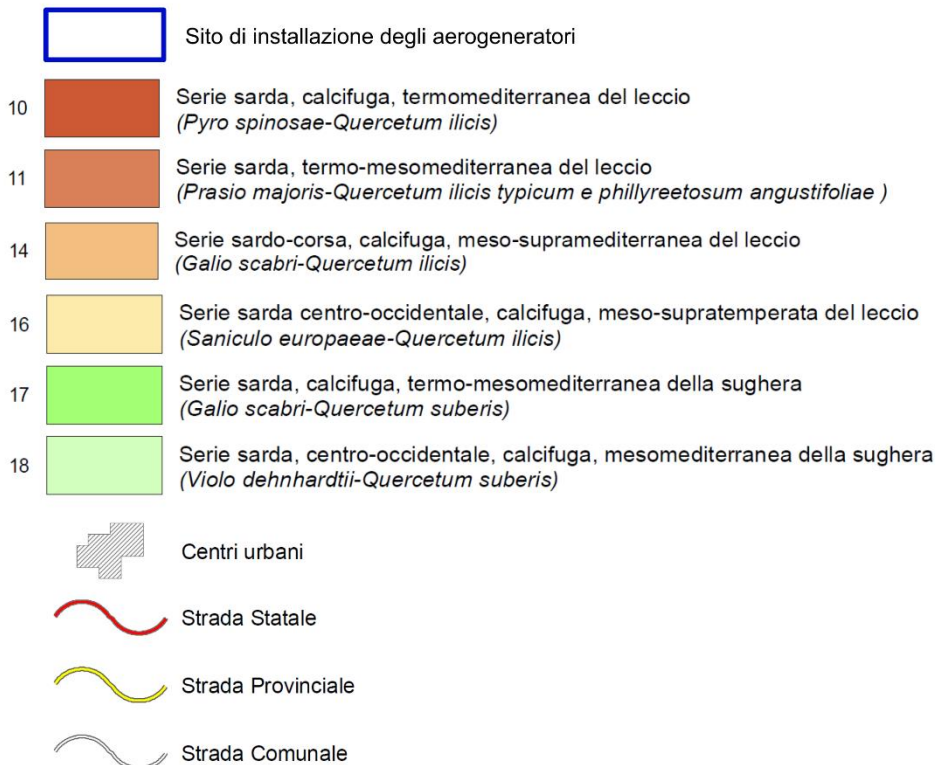 Sito di installazione degli aerogeneratori
10 Serie sarda, calcifuga, termomediterranea del leccio
(Pyro spinosae-Quercetum ilicis)
11 Serie sarda, termo-mesomediterranea del leccio
(Prasio majoris-Quercetum ilicis typicum e phillyreetosum angustifoliae )
14 Serie sardo-corsa, calcifuga, meso-supramediterranea del leccio
(Galio scabri-Quercetum ilicis)
16 Serie sarda centro-occidentale, calcifuga, meso-supratemperata del leccio
(Saniculo europaeae-Quercetum ilicis)
17 Serie sarda, calcifuga, termo-mesomediterranea della sughera
(Galio scabri-Quercetum suberis)
18 Serie sarda, centro-occidentale, calcifuga, mesomediterranea della sughera
(Violo dehnhardtii-Quercetum suberis)
Centri urbani
Strada Statale
Strada Provinciale
Strada Comunale